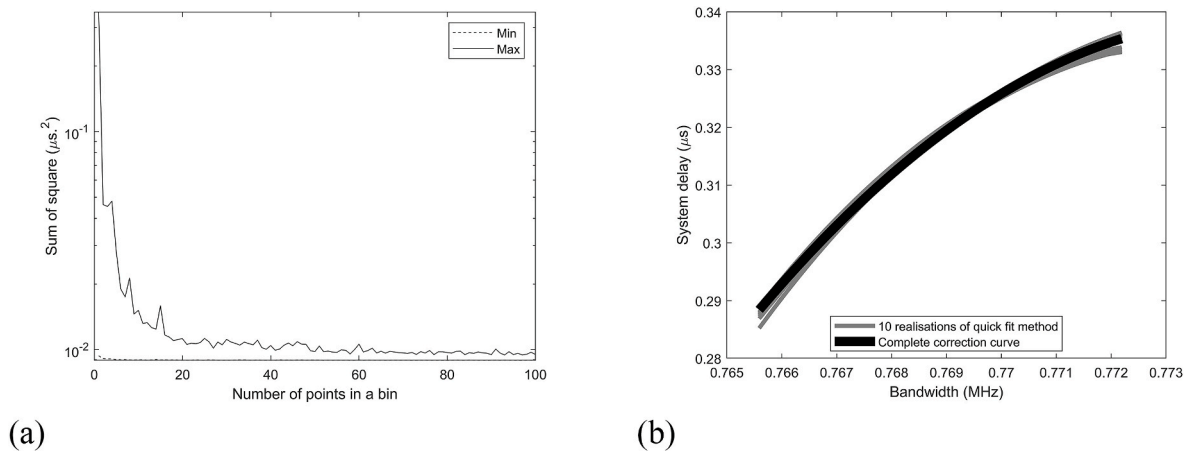 Min
Max
10⁻¹
10⁻²
Sum of square (μs.²)
0 20 40 60 80 100
Number of points in a bin
(a)
0.34
0.33
0.32
0.31
0.3
0.29
0.28
System delay (μs)
10 realisations of quick fit method
Complete correction curve
0.765 0.766 0.767 0.768 0.769 0.77 0.771 0.772 0.773
Bandwidth (MHz)
(b)